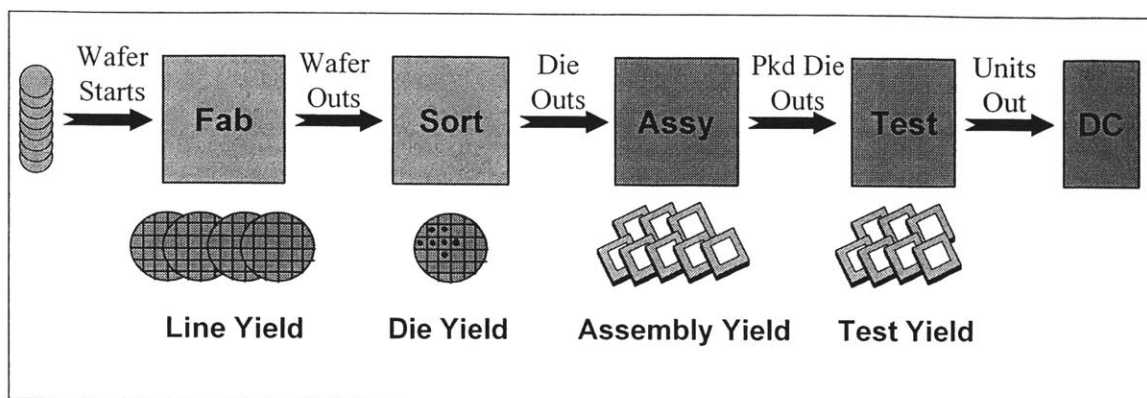 Wafer
Starts
Fab
Wafer
Outs
Sort
Die
Outs
Assy
Pkd Die
Outs
Test
Units
Out
DC
Line Yield
Die Yield
Assembly Yield
Test Yield